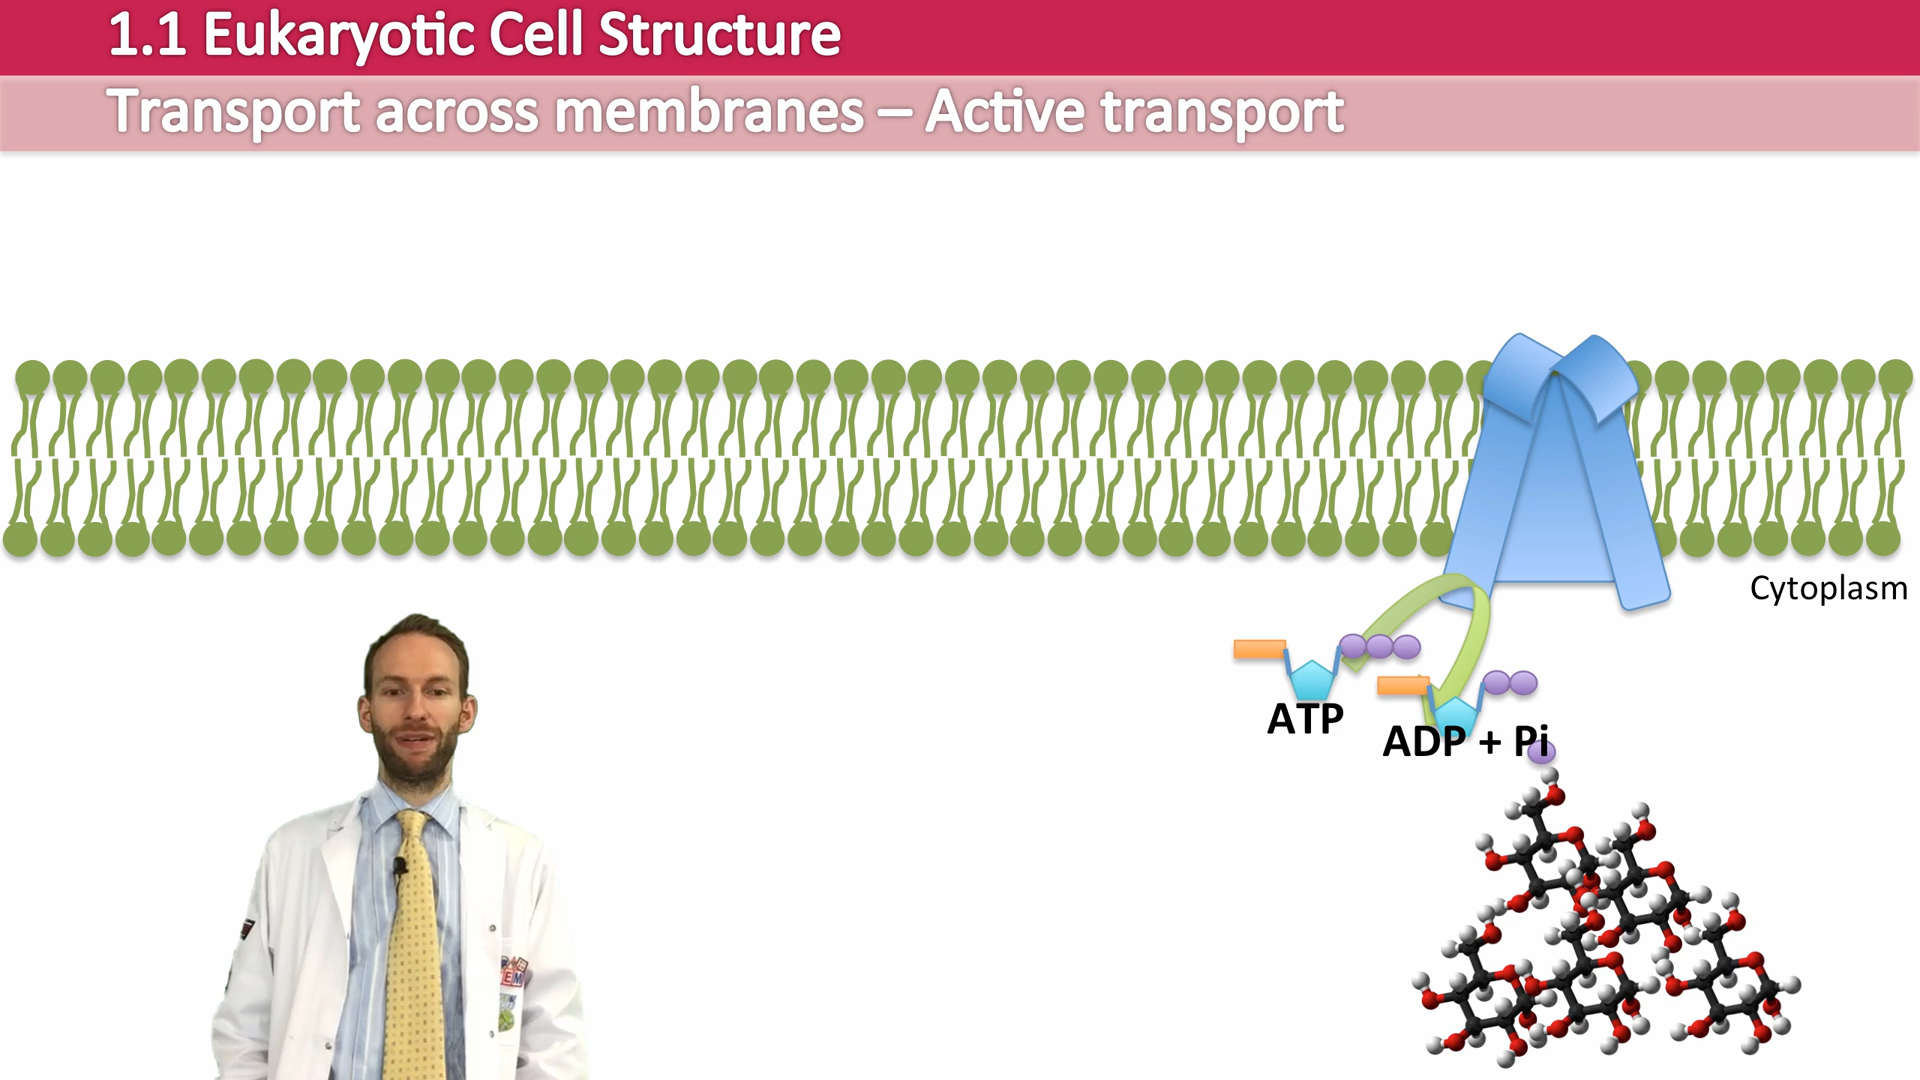 1.1 Eukaryotic Cell Structure
Transport across membranes – Active transport
Cytoplasm
ATP
ADP + Pi